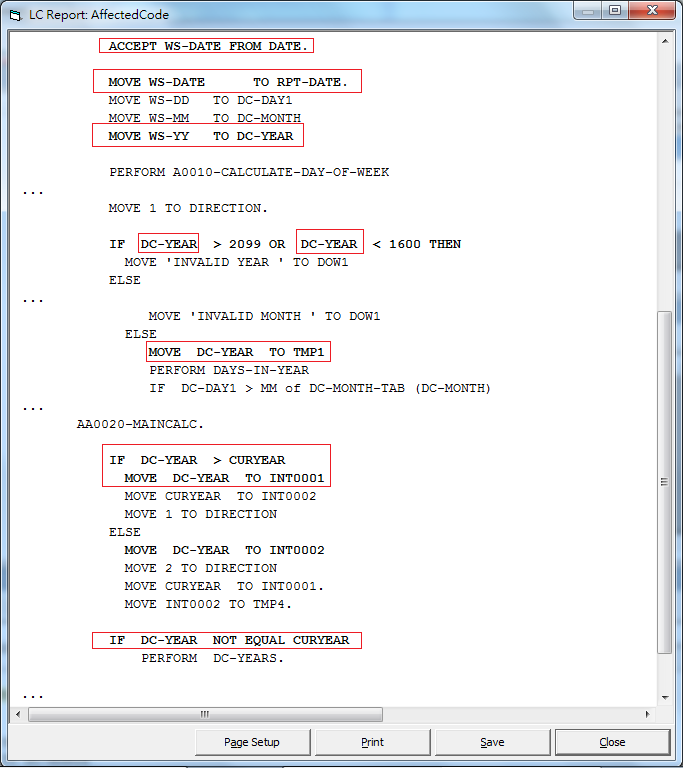 LC Report: AffectedCode
ACCEPT WS-DATE FROM DATE.
MOVE WS-DATE      TO RPT-DATE.
MOVE WS-DD   TO DC-DAY1
MOVE WS-MM   TO DC-MONTH
MOVE WS-YY   TO DC-YEAR
PERFORM A0010-CALCULATE-DAY-OF-WEEK
...
MOVE 1 TO DIRECTION.
IF  DC-YEAR  > 2099 OR  DC-YEAR  < 1600 THEN
MOVE 'INVALID YEAR ' TO DOW1
ELSE
...
MOVE 'INVALID MONTH ' TO DOW1
ELSE
MOVE  DC-YEAR  TO TMP1
PERFORM DAYS-IN-YEAR
IF  DC-DAY1 > MM of DC-MONTH-TAB (DC-MONTH)
...
AA0020-MAINCALC.
IF  DC-YEAR  > CURYEAR
MOVE  DC-YEAR  TO INT0001
MOVE CURYEAR  TO INT0002
MOVE 1 TO DIRECTION
ELSE
MOVE  DC-YEAR  TO INT0002
MOVE 2 TO DIRECTION
MOVE CURYEAR  TO INT0001.
MOVE INT0002 TO TMP4.
IF  DC-YEAR  NOT EQUAL CURYEAR
PERFORM  DC-YEARS.
...
Page Setup Print Save Close